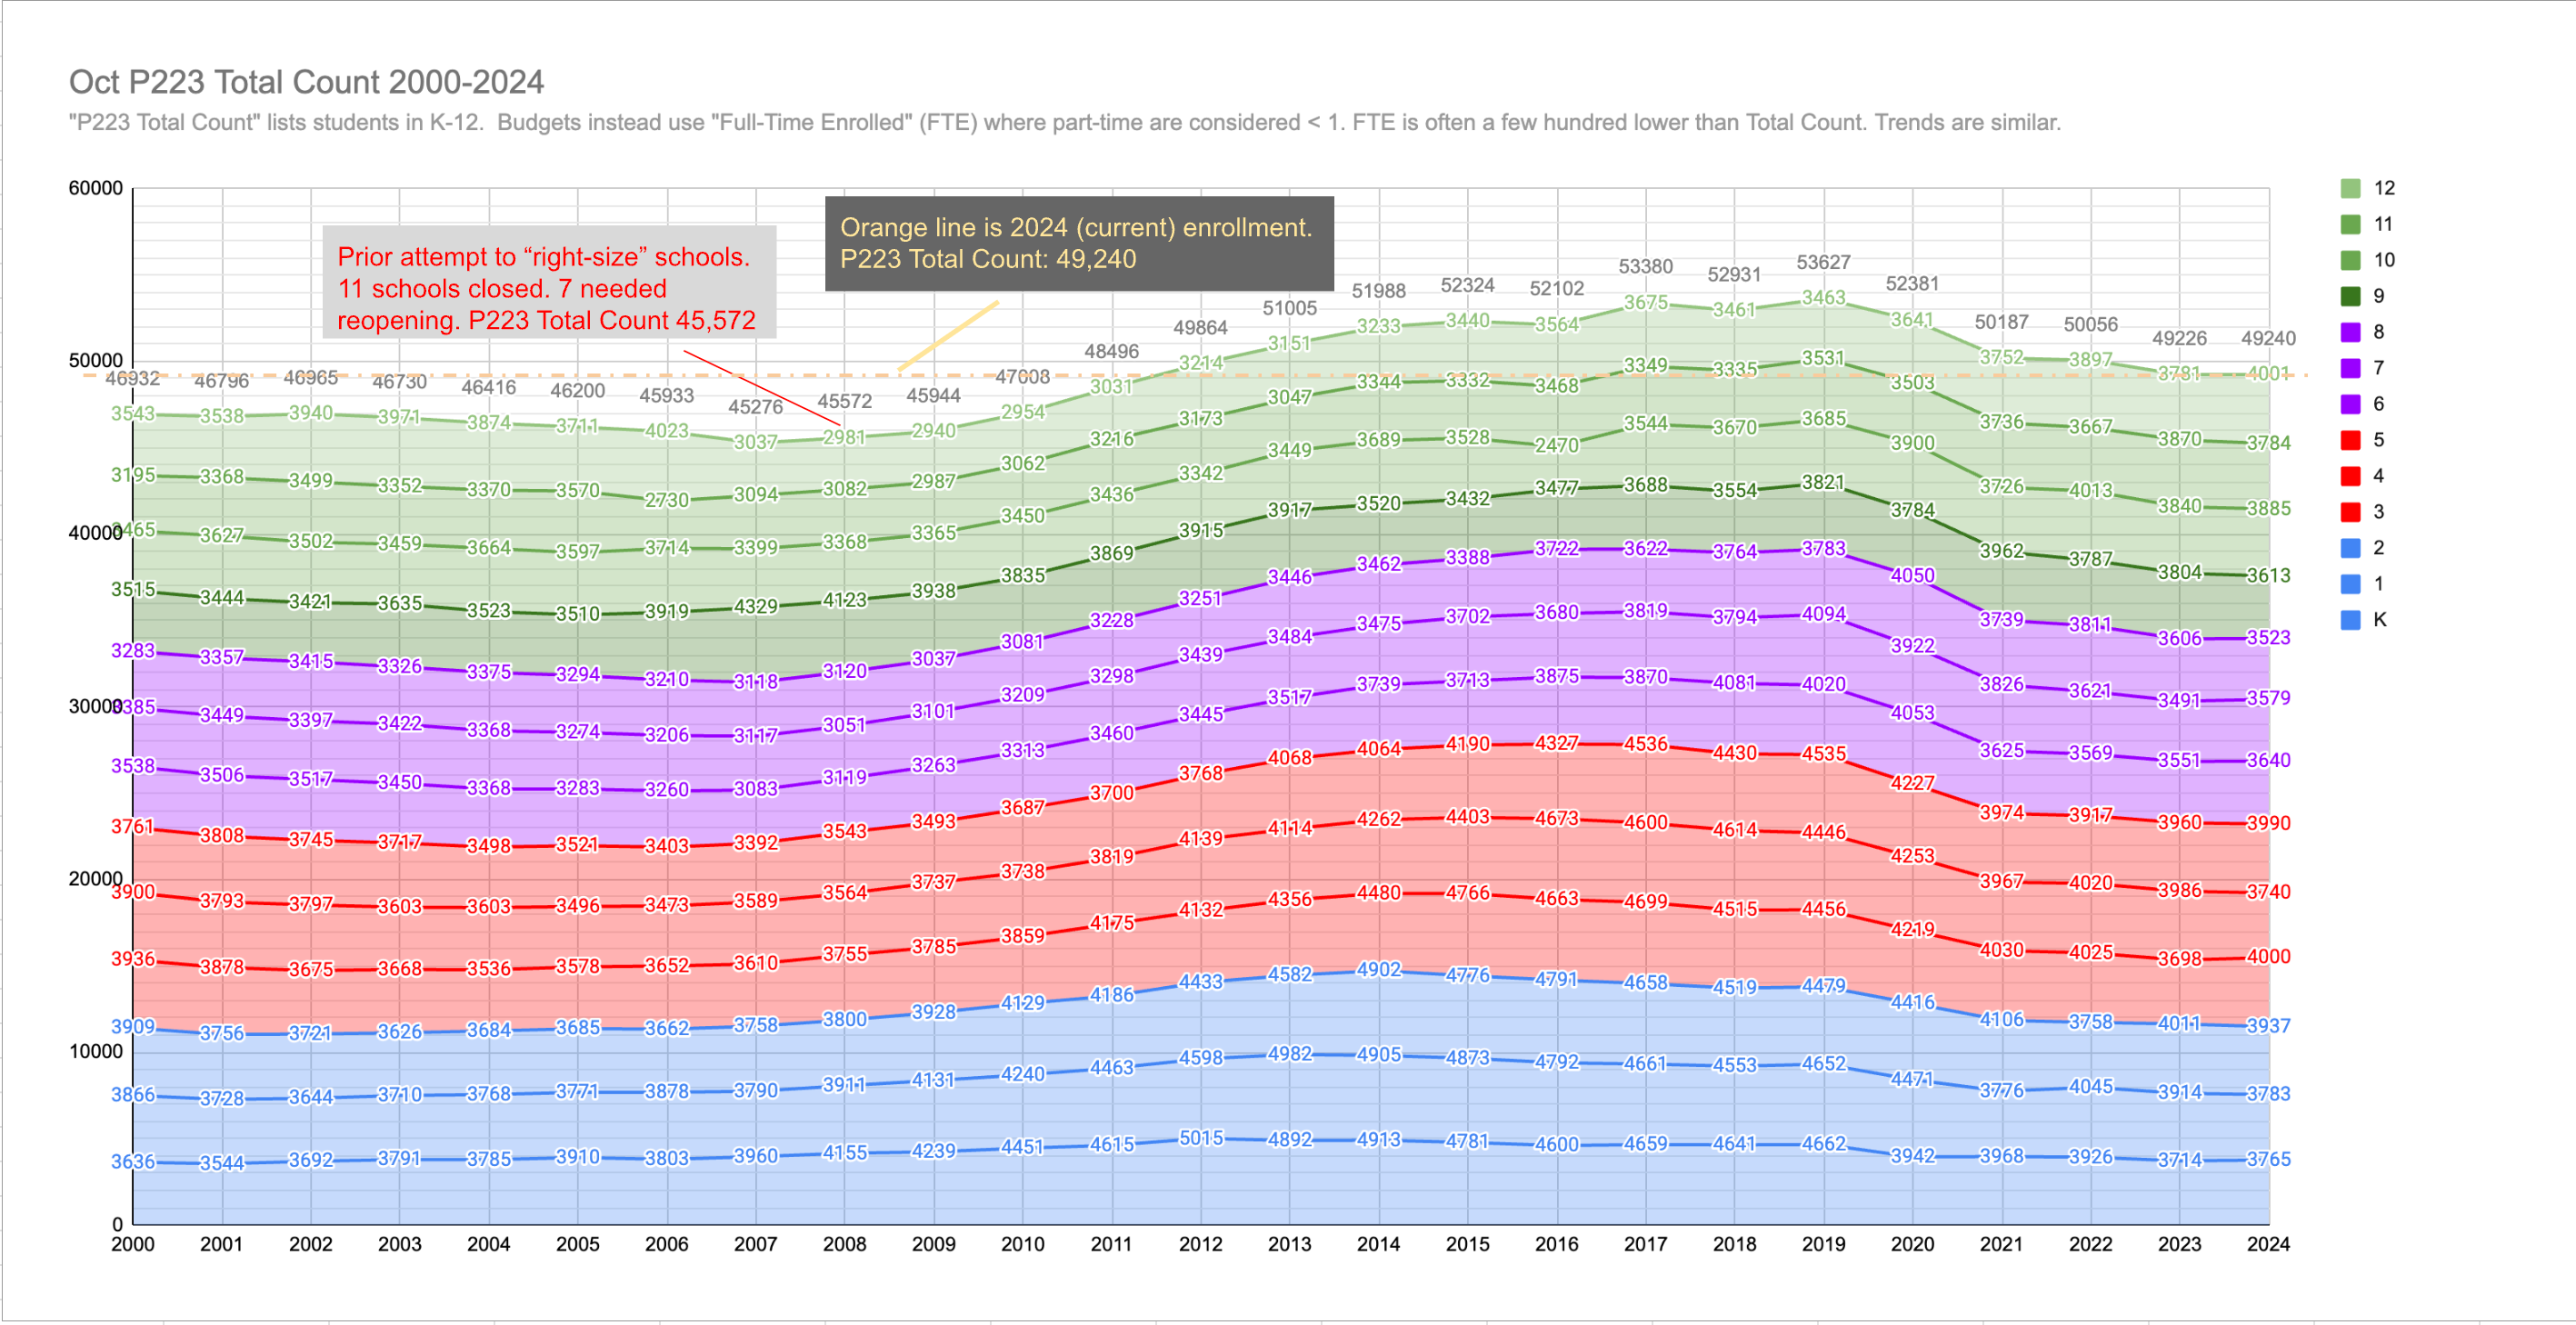 Oct P223 Total Count 2000-2024
"P223 Total Count" lists students in K-12.  Budgets instead use "Full-Time Enrolled" (FTE) where part-time are considered < 1. FTE is often a few hundred lower than Total Count. Trends are similar.
Prior attempt to “right-size” schools.
11 schools closed. 7 needed
reopening. P223 Total Count 45,572
Orange line is 2024 (current) enrollment.
P223 Total Count: 49,240
60000
50000
40000
30000
20000
10000
0
46932 46796 46965 46730 46416 46200 45933 45276 45572 45944 47608 48496 49864 51005 51988 52324 52102 53380 52931 53627 52381 50187 50056 49226 49240
3543 3538 3940 3971 3874 3711 4023 3037 2981 2940 2954 3031 3214 3151 3233 3440 3564 3675 3461 3463 3641 3752 3897 3781 4001
3195 3368 3499 3352 3370 3570 2730 3094 3082 2987 3062 3216 3173 3047 3344 3332 3468 3349 3335 3531 3503 3736 3667 3870 3784
3465 3627 3502 3459 3664 3597 3714 3399 3368 3365 3450 3436 3342 3449 3689 3528 2470 3544 3670 3685 3900 3726 4013 3840 3885
3515 3444 3421 3635 3523 3510 3919 4329 4123 3938 3835 3869 3915 3917 3520 3432 3477 3688 3554 3821 3784 3962 3787 3804 3613
3283 3357 3415 3326 3375 3294 3210 3118 3120 3037 3081 3228 3251 3446 3462 3388 3722 3622 3764 3783 4050 3739 3811 3606 3523
3385 3449 3397 3422 3368 3274 3206 3117 3051 3101 3209 3298 3439 3484 3475 3702 3680 3819 3794 4094 3922 3826 3621 3491 3579
3538 3506 3517 3450 3368 3283 3260 3083 3119 3263 3313 3460 3445 3517 3739 3713 3875 3870 4081 4020 4053 3625 3569 3551 3640
3761 3808 3745 3717 3498 3521 3403 3392 3543 3493 3687 3700 3768 4068 4064 4190 4327 4536 4430 4535 4227 3974 3917 3960 3990
3900 3793 3797 3603 3603 3496 3473 3589 3564 3737 3738 3819 4139 4114 4262 4403 4673 4600 4614 4446 4253 3967 4020 3986 3740
3936 3878 3675 3668 3536 3578 3652 3610 3755 3785 3859 4175 4132 4356 4480 4766 4663 4699 4515 4456 4219 4030 4025 3698 4000
3909 3756 3721 3626 3684 3685 3662 3758 3800 3928 4129 4186 4433 4582 4902 4776 4791 4658 4519 4479 4416 4106 3758 4011 3937
3866 3728 3644 3710 3768 3771 3878 3790 3911 4131 4240 4463 4598 4982 4905 4873 4792 4661 4553 4652 4471 3776 4045 3914 3783
3636 3544 3692 3791 3785 3910 3803 3960 4155 4239 4451 4615 5015 4892 4913 4781 4600 4659 4641 4662 3942 3968 3926 3714 3765
2000 2001 2002 2003 2004 2005 2006 2007 2008 2009 2010 2011 2012 2013 2014 2015 2016 2017 2018 2019 2020 2021 2022 2023 2024
12
11
10
9
8
7
6
5
4
3
2
1
K